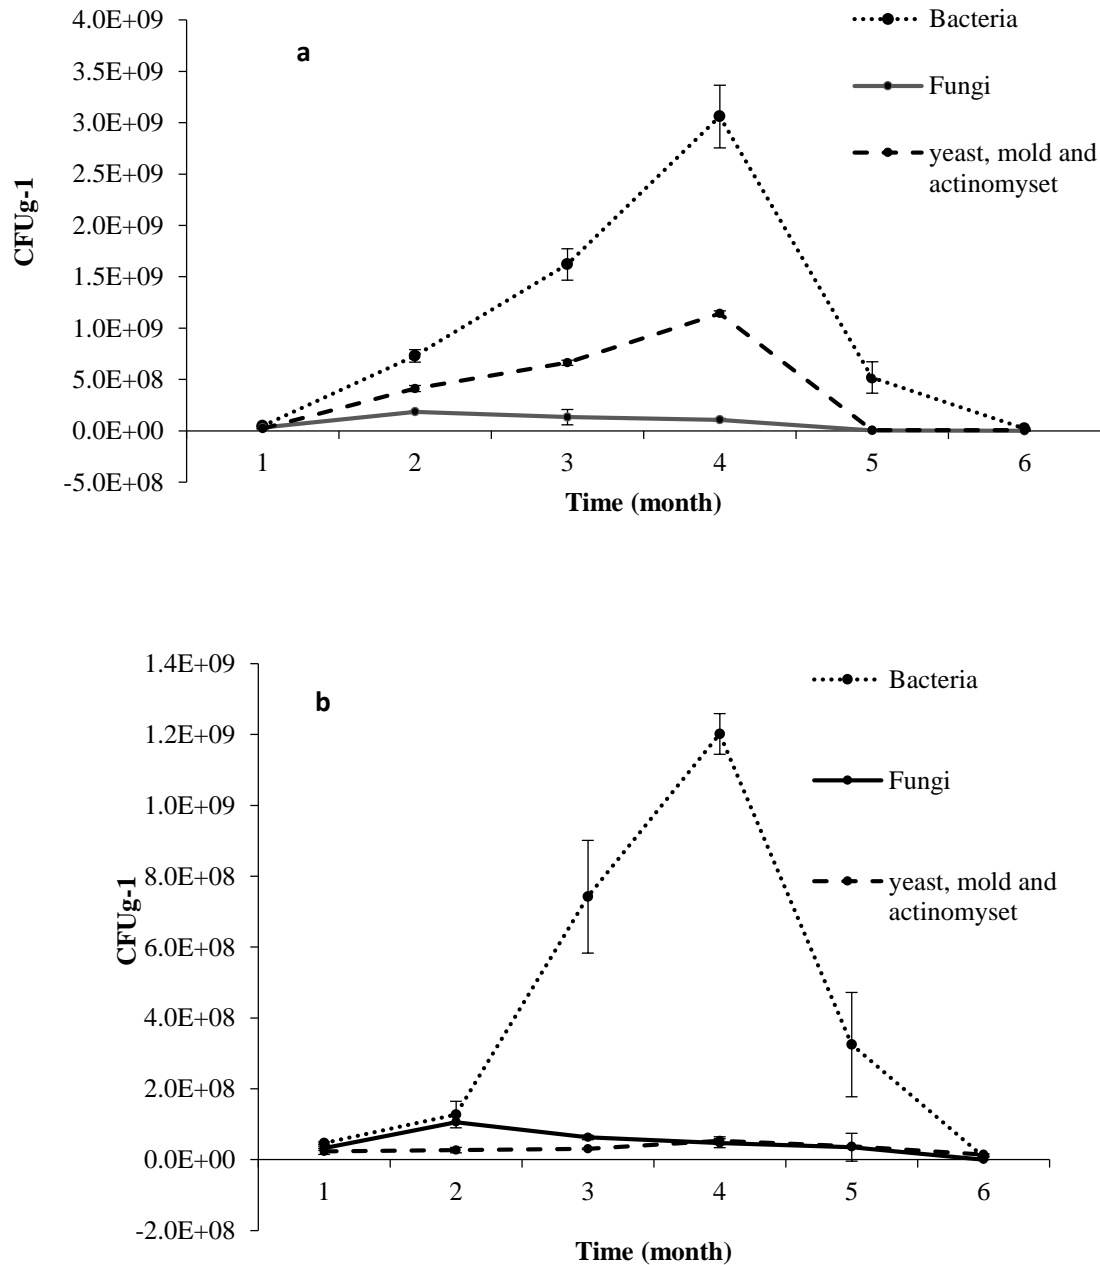 a
4.0E+09
3.5E+09
3.0E+09
2.5E+09
2.0E+09
1.5E+09
1.0E+09
5.0E+08
0.0E+00
-5.0E+08
CFUg-1
1 2 3 4 5 6
Time (month)
Bacteria
Fungi
yeast, mold and
actinomyset
b
1.4E+09
1.2E+09
1.0E+09
8.0E+08
6.0E+08
4.0E+08
2.0E+08
0.0E+00
-2.0E+08
CFUg-1
1 2 3 4 5 6
Time (month)
Bacteria
Fungi
yeast, mold and
actinomyset